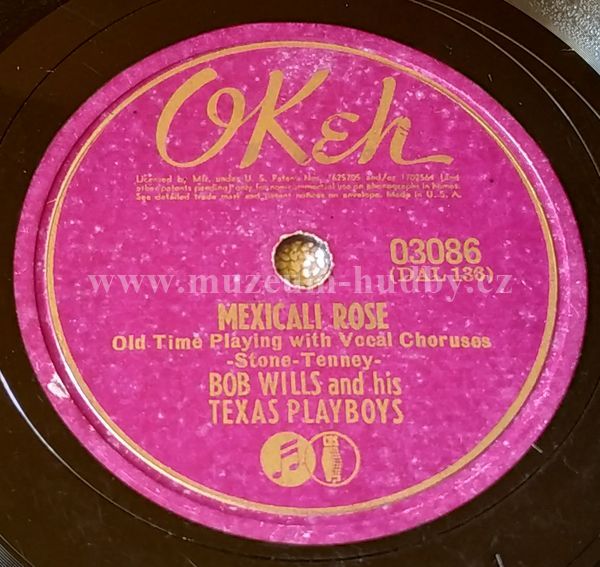 OKeh
Licensed by Mfr. under U. S. Patent Nos. 1625705 and/or 1702564 (and
other patents pending) only for non-commercial use on phonographs in homes.
See detailed trade mark and patent notices on envelope. Made in U. S. A.
03086
(DAL 136)
www.muzeum-hudby.cz
MEXICALI ROSE
Old Time Playing with Vocal Choruses
-Stone-Tenney-
BOB WILLS and his
TEXAS PLAYBOYS